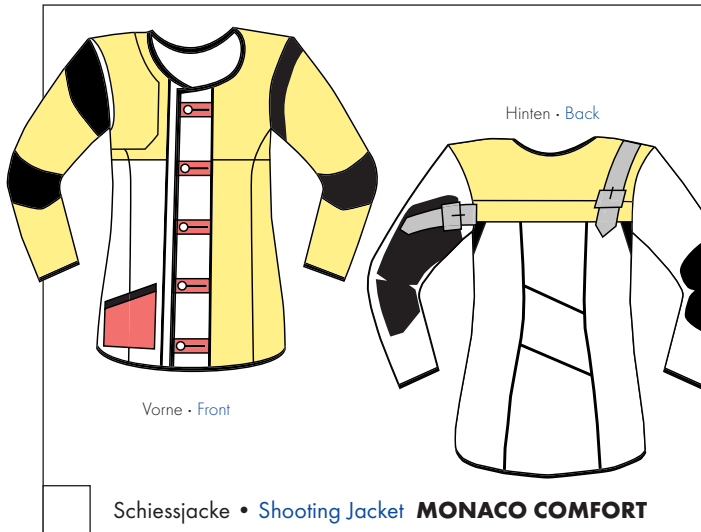 Hinten · Back
Vorne · Front
Schiessjacke • Shooting Jacket MONACO COMFORT